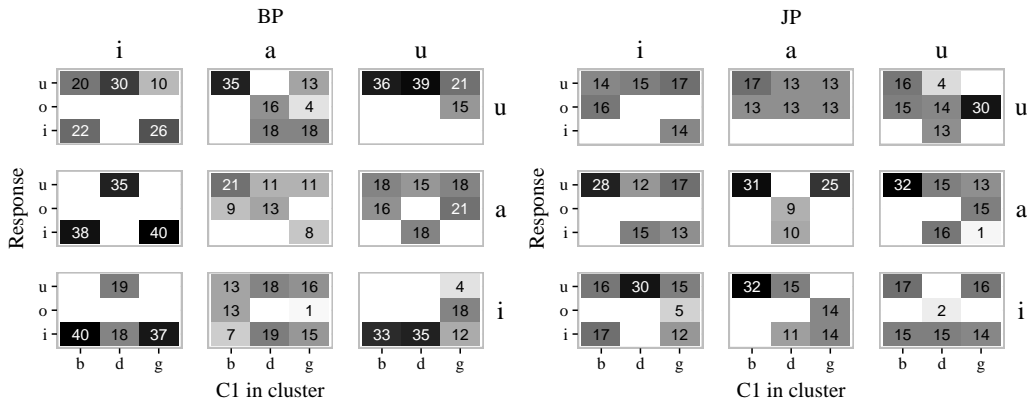 BP JP
i a u i a u
u 20 30 10 35 13 36 39 21 14 15 17 17 13 13 16 4
o 16 4 15 u 16 13 13 13 15 14 30 u
i 22 26 18 18 14 13
u 35 21 11 11 18 15 18 u 28 12 17 31 25 32 15 13
o 9 13 16 21 a o 9 15 a
i 38 40 8 18 i 15 13 10 16 1
Response Response
u 19 13 18 16 4 u 16 30 15 32 15 17 16
o 13 1 18 i o 5 14 2 i
i 40 18 37 7 19 15 33 35 12 i 17 12 11 14 15 15 14
b d g b d g b d g b d g b d g b d g
C1 in cluster C1 in cluster